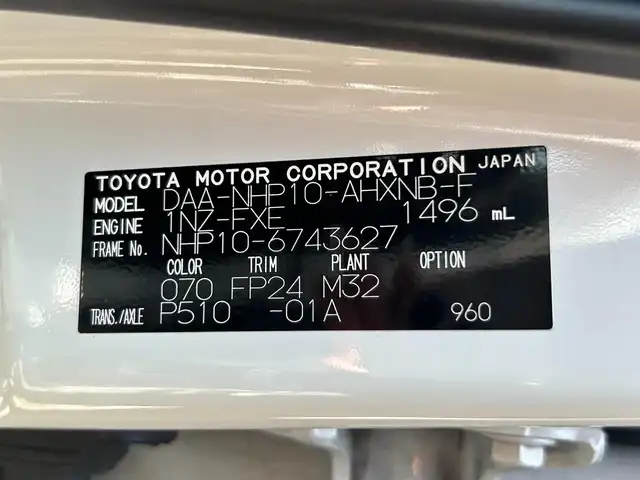 TOYOTA MOTOR CORPORATION JAPAN
MODEL DAA-NHP10-AHXNB-F
ENGINE 1NZ-FXE 1496 mL
FRAME No. NHP10-6743627
COLOR TRIM PLANT OPTION
070 FP24 M32
TRANS./AXLE P510 -01A 960